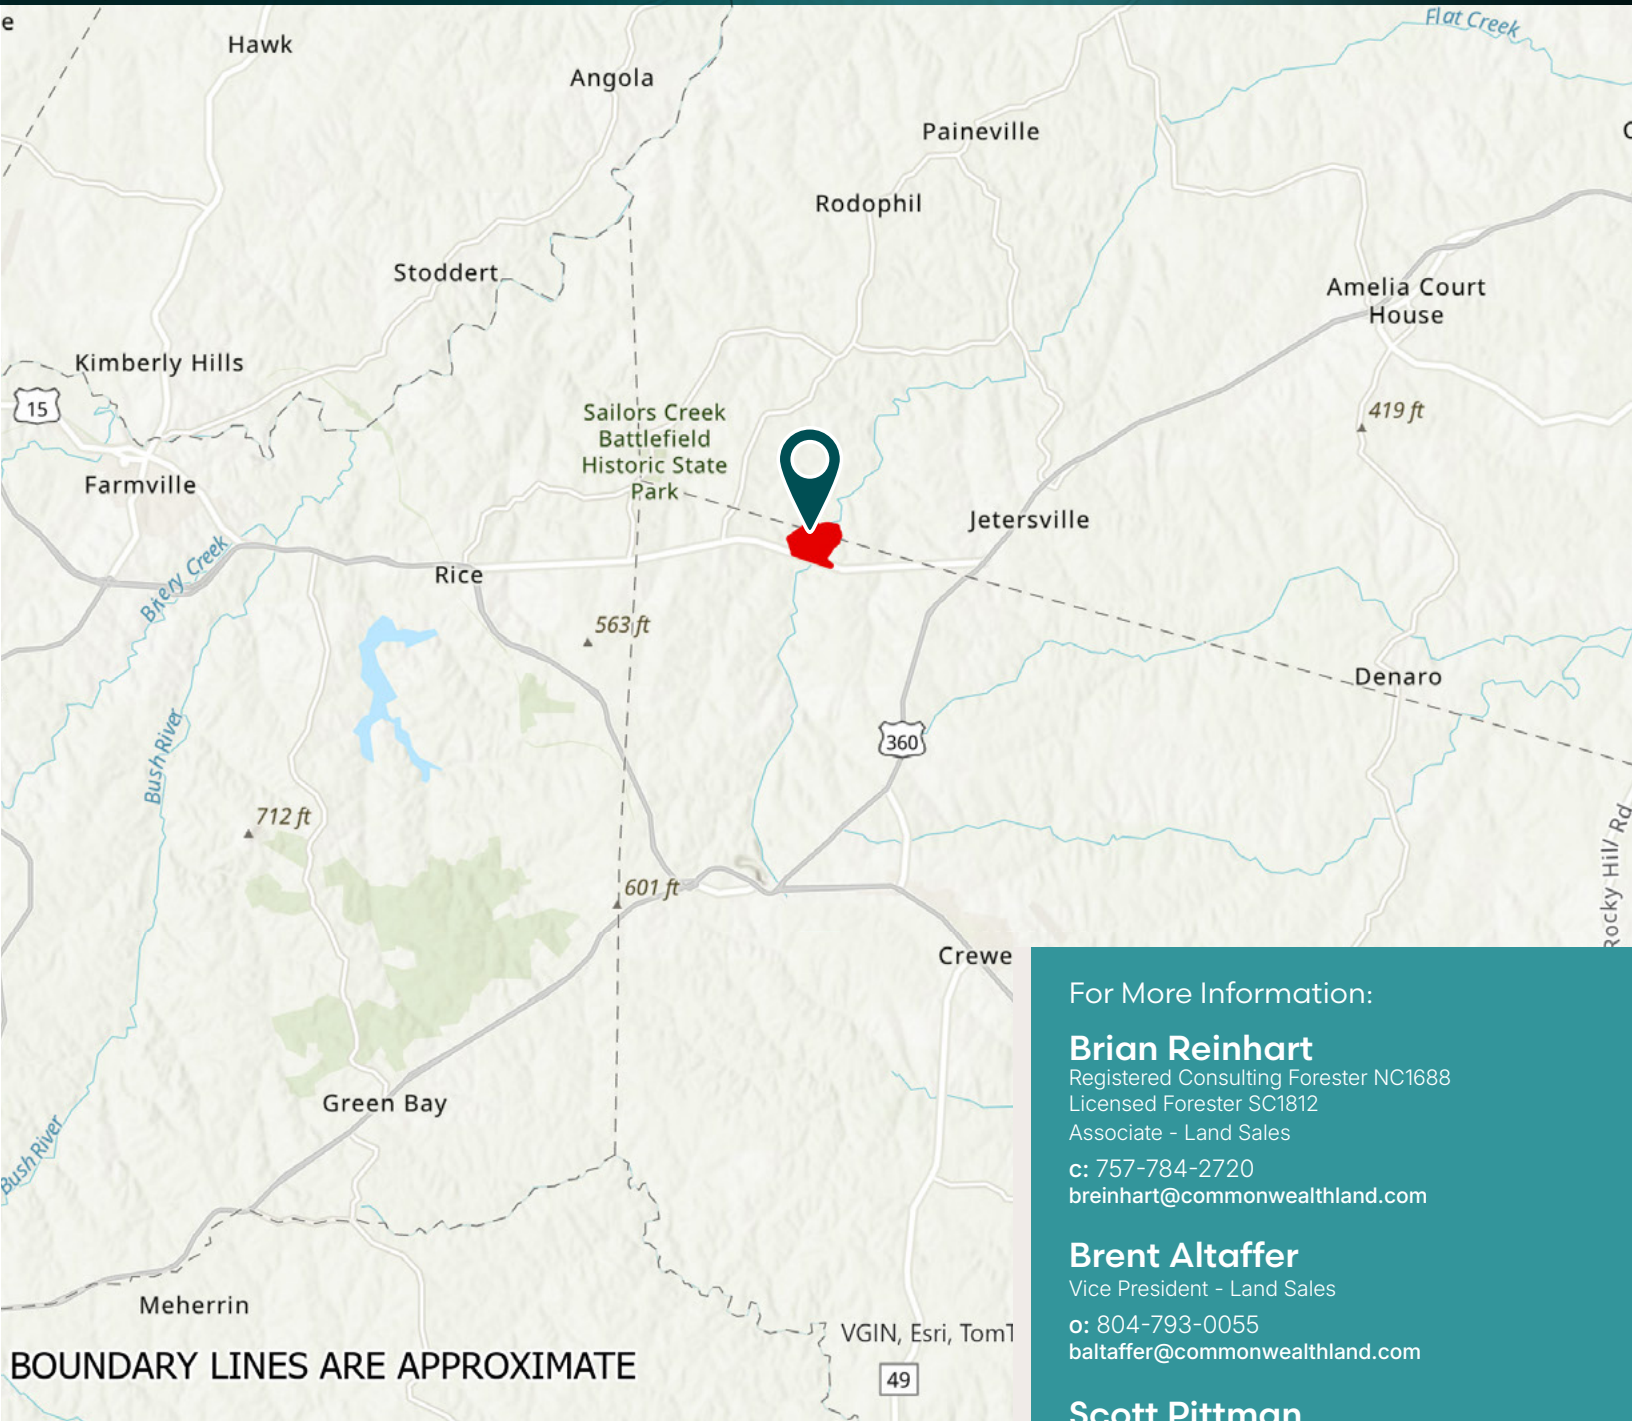 e
Hawk
Flat Creek
Angola
Paineville
Rodophil
Stoddert
Amelia Court
House
Kimberly Hills
15
Sailors Creek
Battlefield
Historic State
Park
419 ft
Farmville
Jetersville
Briery Creek
Rice
563 ft
Denaro
Bush River
360
712 ft
Rocky Hill Rd
601 ft
Crewe
Green Bay
Bush River
Meherrin
VGIN, Esri, TomT
BOUNDARY LINES ARE APPROXIMATE
49
For More Information:
Brian Reinhart
Registered Consulting Forester NC1688
Licensed Forester SC1812
Associate - Land Sales
c: 757-784-2720
breinhart@commonwealthland.com
Brent Altaffer
Vice President - Land Sales
o: 804-793-0055
baltaffer@commonwealthland.com
Scott Pittman